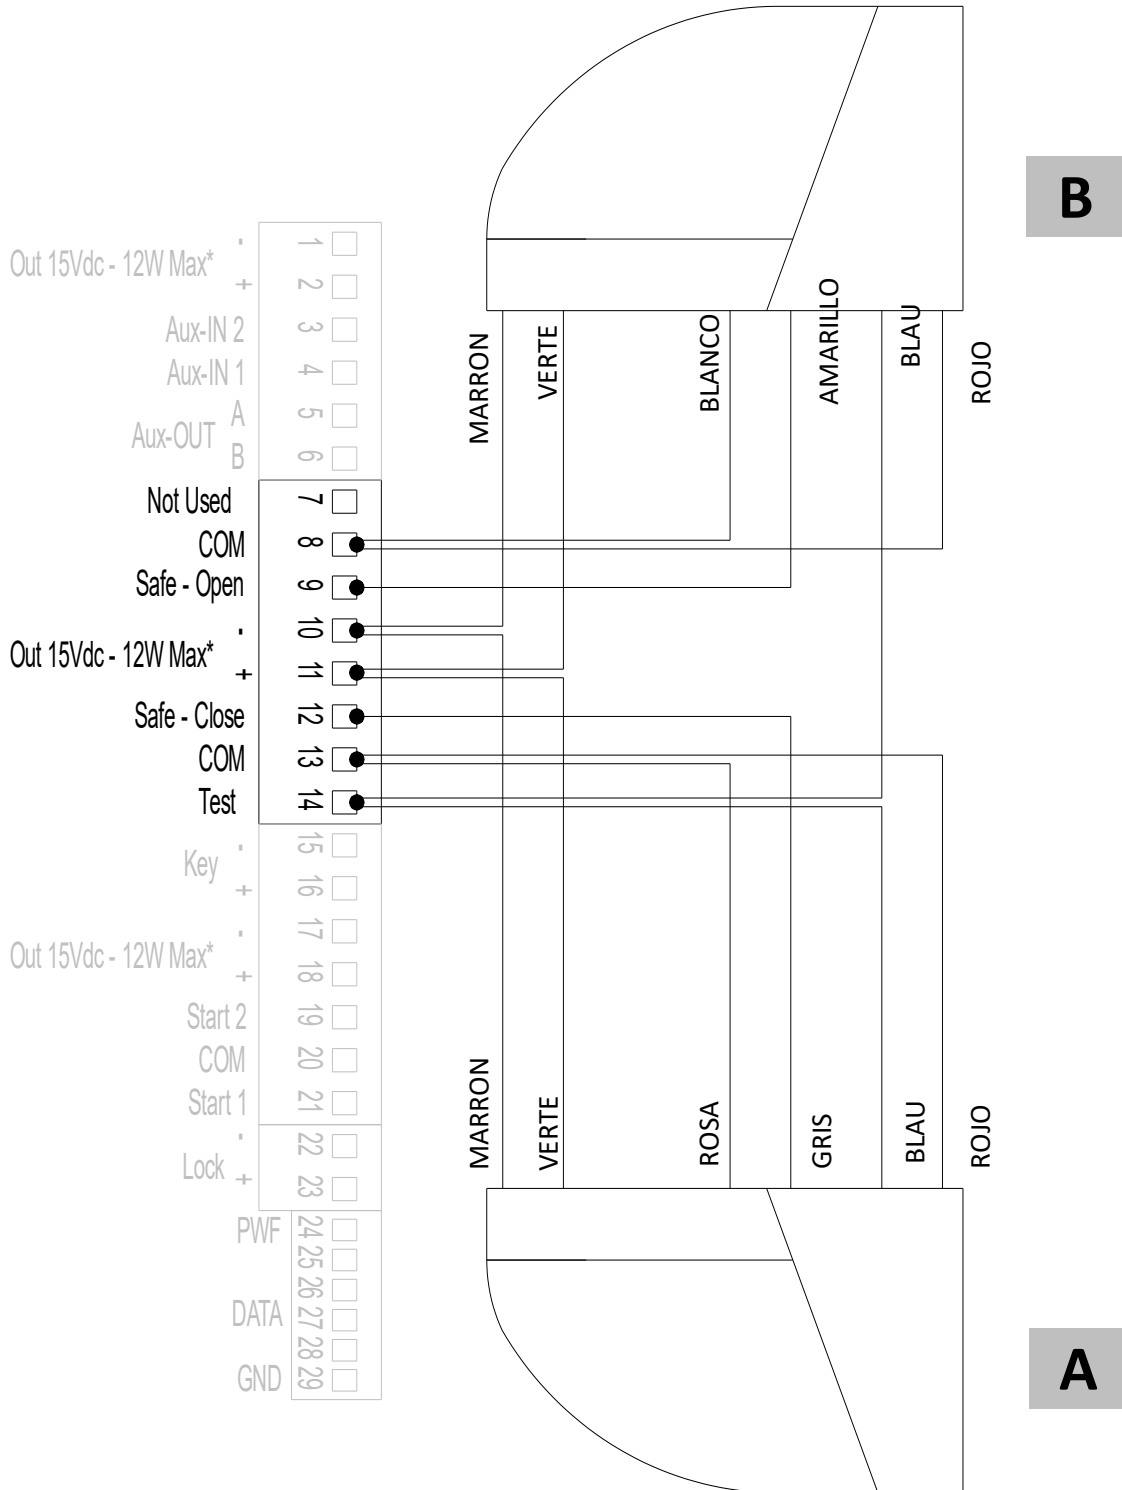 B
Out 15Vdc - 12W Max*
- 1
+ 2
Aux-IN 2 3
Aux-IN 1 4
Aux-OUT
A 5
B 6
Not Used 7
COM 8
Safe - Open 9
Out 15Vdc - 12W Max*
- 10
+ 11
Safe - Close 12
COM 13
Test 14
Key
- 15
+ 16
Out 15Vdc - 12W Max*
- 17
+ 18
Start 2 19
COM 20
Start 1 21
Lock
- 22
+ 23
PWF 24
25
26
DATA 27
28
GND 29
MARRON
VERTE
BLANCO
AMARILLO
BLAU
ROJO
MARRON
VERTE
ROSA
GRIS
BLAU
ROJO
A